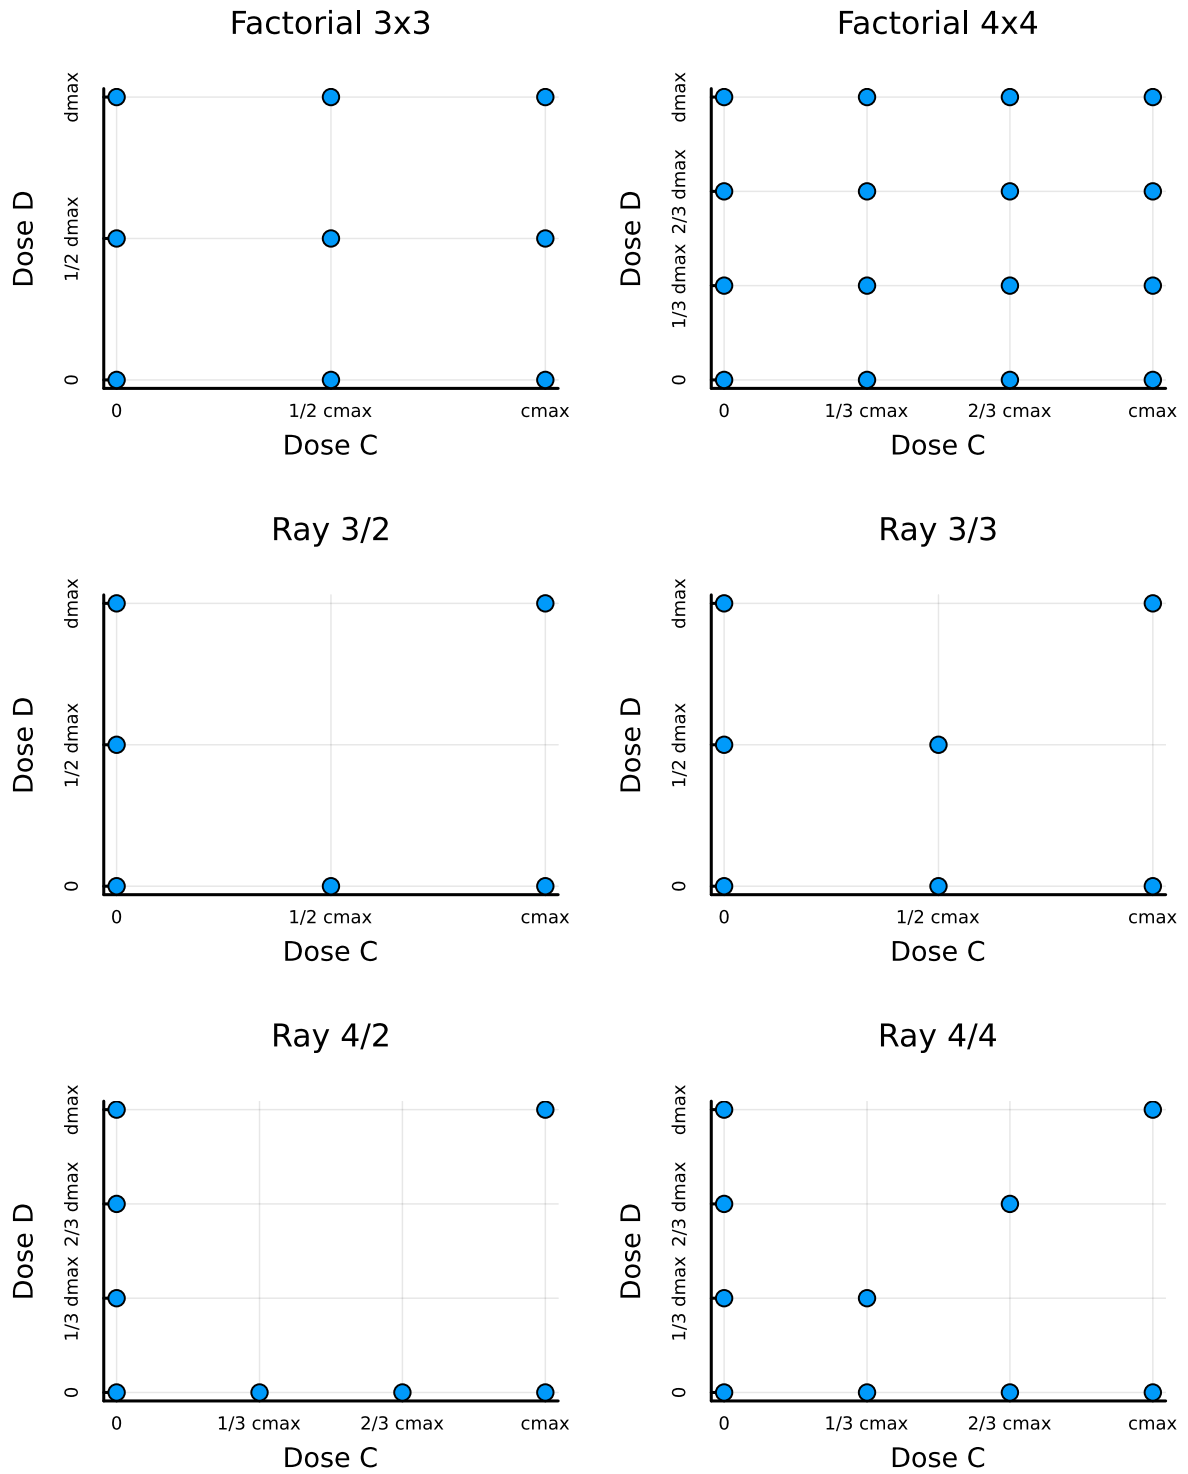 Factorial 3x3
Dose D
dmax
1/2 dmax
0
0 1/2 cmax cmax
Dose C
Factorial 4x4
Dose D
dmax
2/3 dmax
1/3 dmax
0
0 1/3 cmax 2/3 cmax cmax
Dose C
Ray 3/2
Dose D
dmax
1/2 dmax
0
0 1/2 cmax cmax
Dose C
Ray 3/3
Dose D
dmax
1/2 dmax
0
0 1/2 cmax cmax
Dose C
Ray 4/2
Dose D
dmax
2/3 dmax
1/3 dmax
0
0 1/3 cmax 2/3 cmax cmax
Dose C
Ray 4/4
Dose D
dmax
2/3 dmax
1/3 dmax
0
0 1/3 cmax 2/3 cmax cmax
Dose C